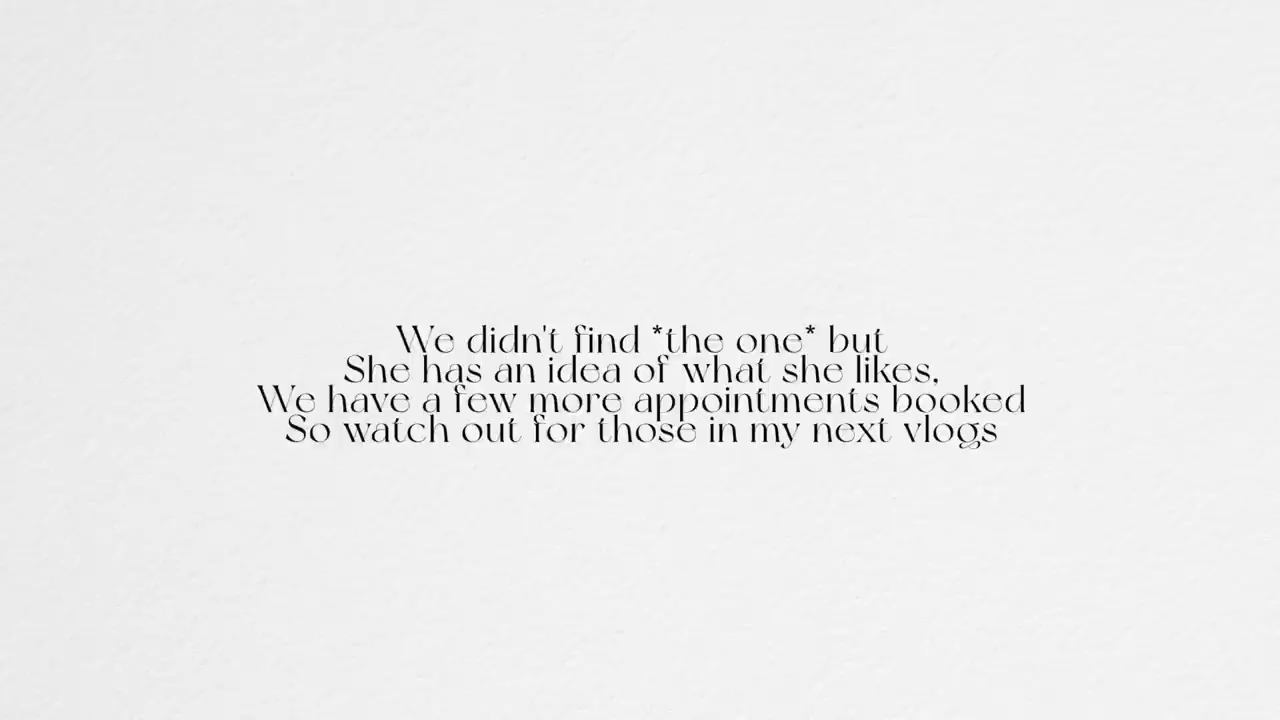 We didn't find *the one* but
She has an idea of what she likes,
We have a few more appointments booked
So watch out for those in my next vlogs